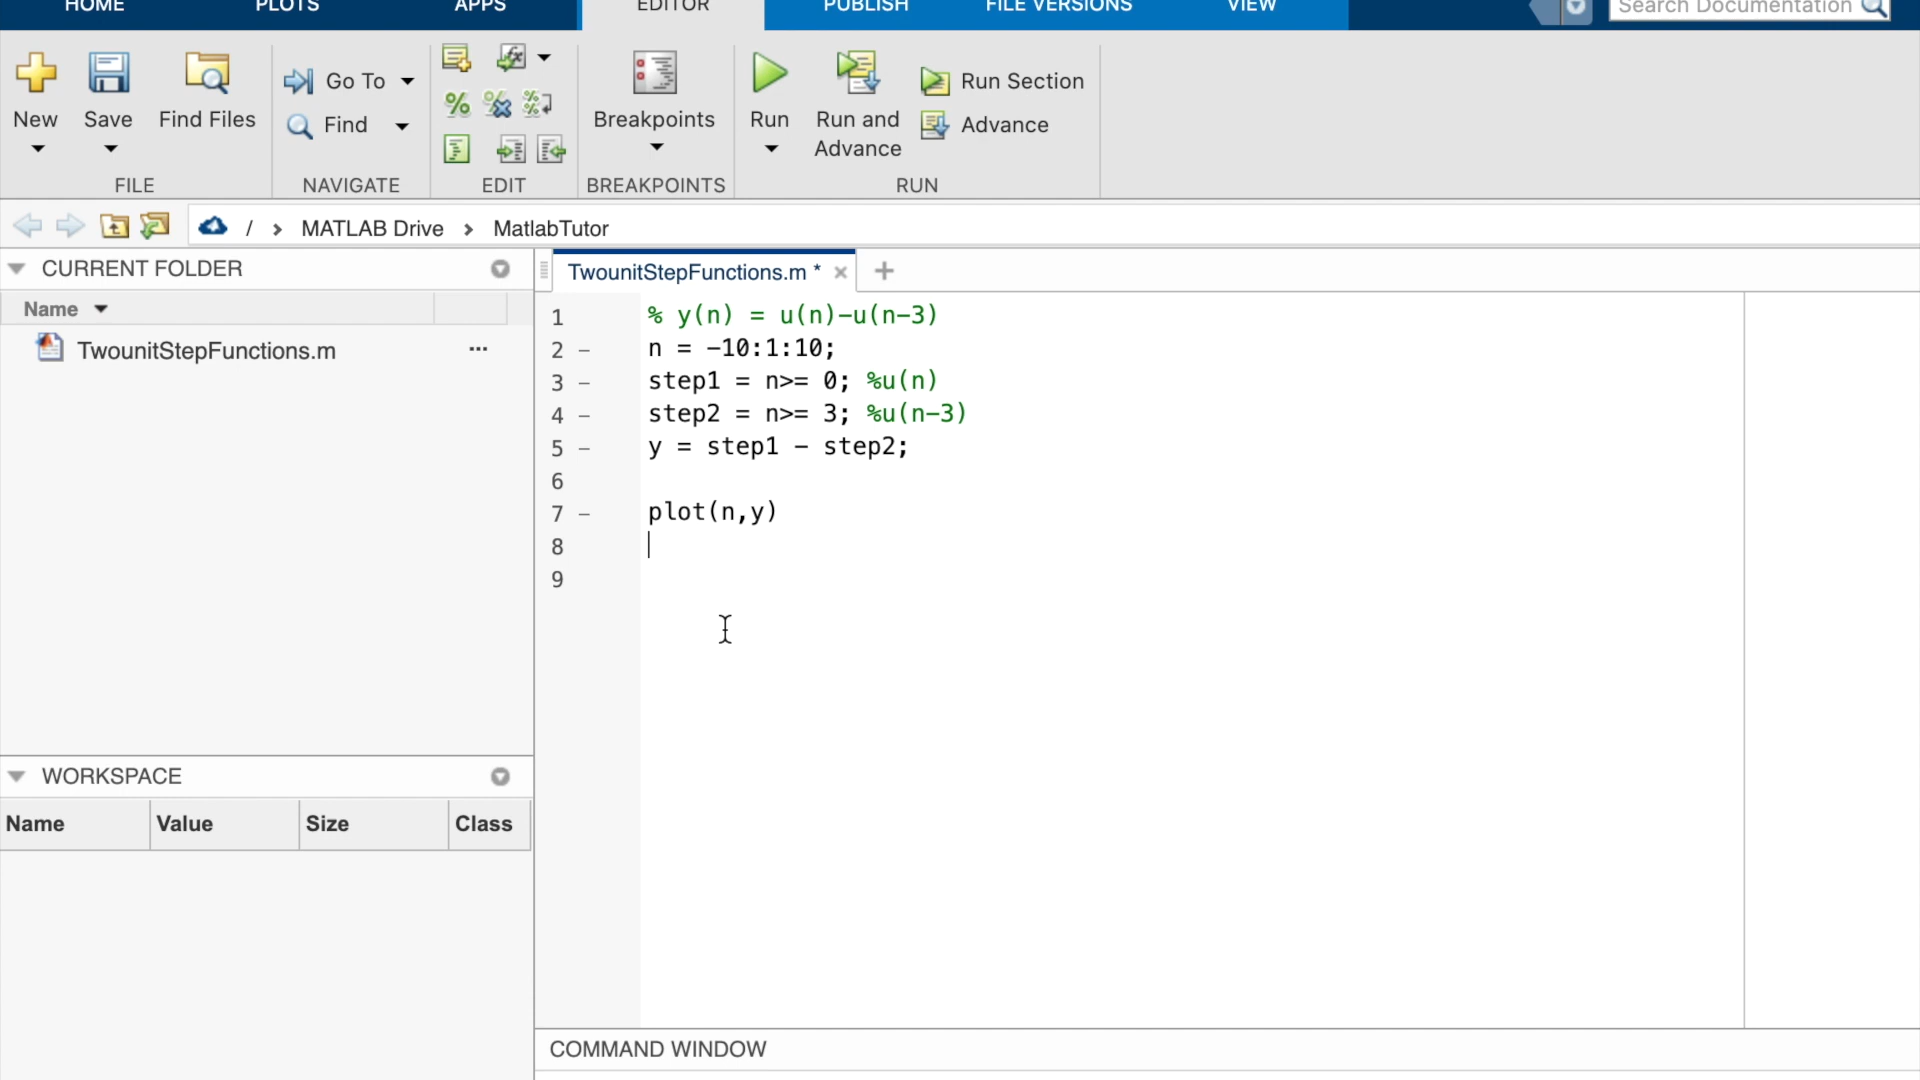 HOME PLOTS APPS EDITOR PUBLISH FILE VERSIONS VIEW Search Documentation
New Save Find Files Go To Find Breakpoints Run Run and Advance Run Section Advance
FILE NAVIGATE EDIT BREAKPOINTS RUN
/ › MATLAB Drive › MatlabTutor
CURRENT FOLDER
Name
TwounitStepFunctions.m ...
WORKSPACE
Name Value Size Class
TwounitStepFunctions.m * × +
1 % y(n) = u(n)-u(n-3)
2 – n = -10:1:10;
3 – step1 = n>= 0; %u(n)
4 – step2 = n>= 3; %u(n-3)
5 – y = step1 - step2;
6
7 – plot(n,y)
8
9
COMMAND WINDOW